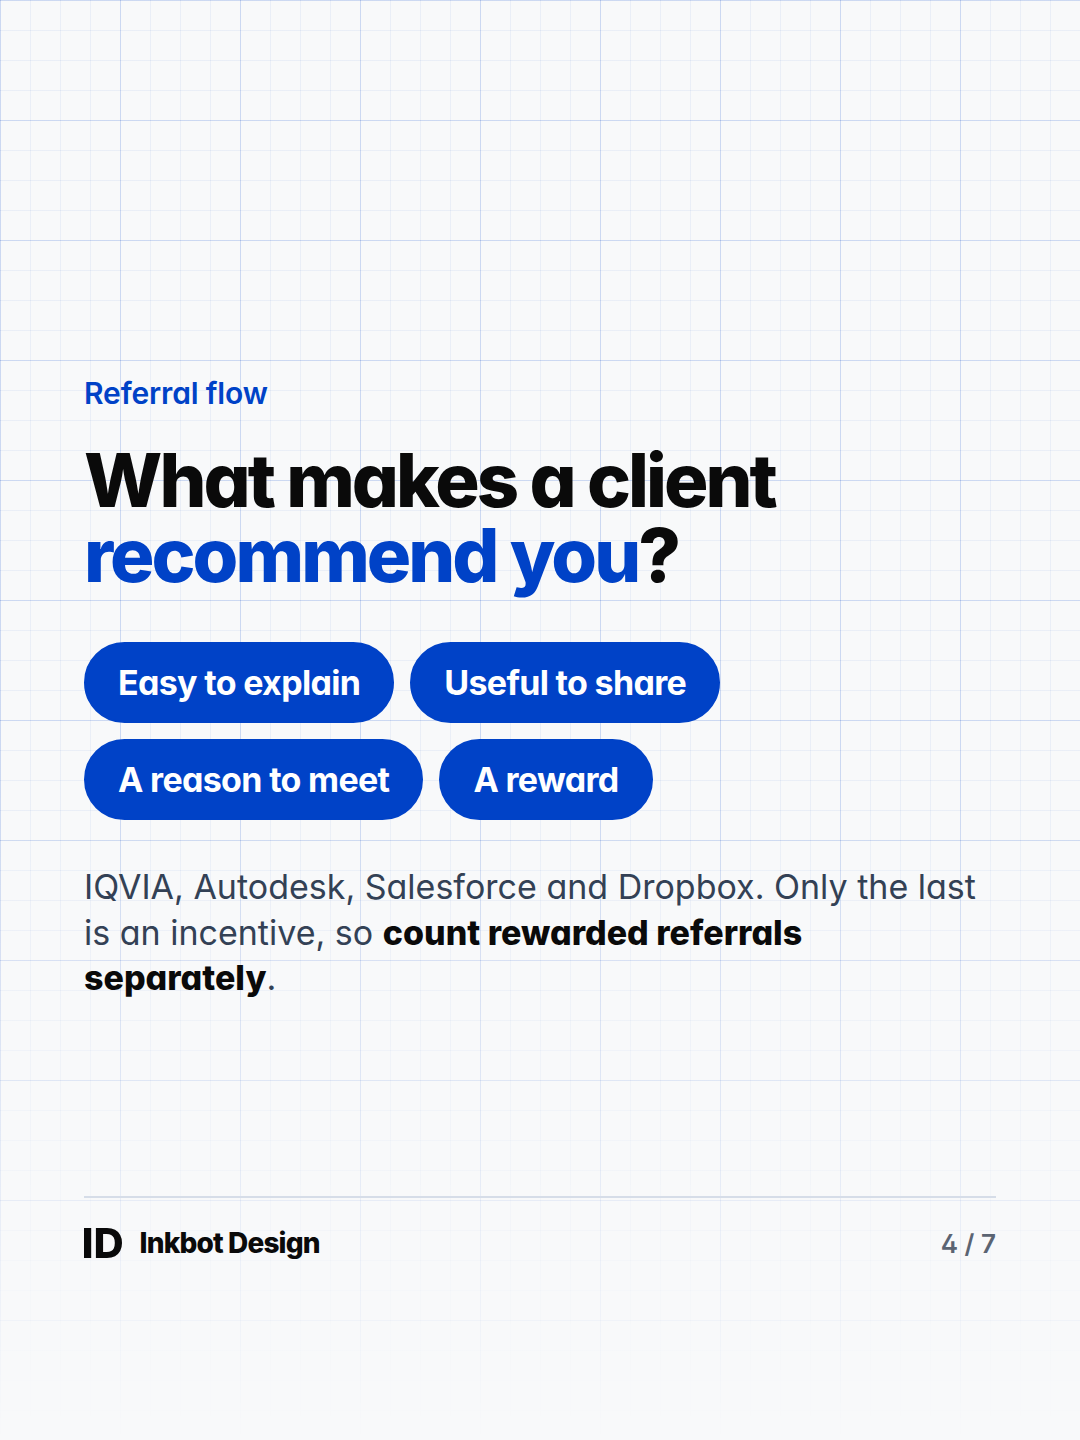 Referral flow
What makes a client
recommend you?
Easy to explain
Useful to share
A reason to meet
A reward
IQVIA, Autodesk, Salesforce and Dropbox. Only the last
is an incentive, so count rewarded referrals
separately.
ID Inkbot Design
4 / 7